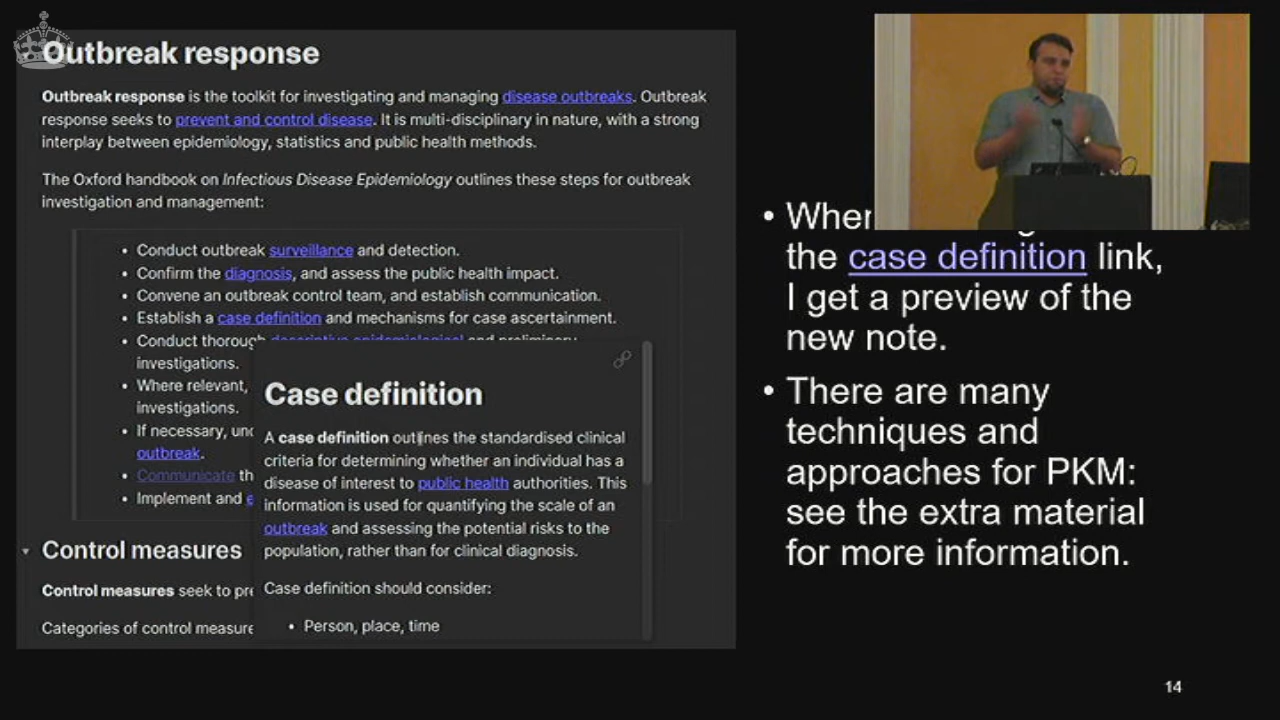 Outbreak response
Outbreak response is the toolkit for investigating and managing disease outbreaks. Outbreak
response seeks to prevent and control disease. It is multi-disciplinary in nature, with a strong
interplay between epidemiology, statistics and public health methods.
The Oxford handbook on Infectious Disease Epidemiology outlines these steps for outbreak
investigation and management:
• Conduct outbreak surveillance and detection.
• Confirm the diagnosis, and assess the public health impact.
• Convene an outbreak control team, and establish communication.
• Establish a case definition and mechanisms for case ascertainment.
• Conduct thorough descriptive epidemiological and preliminary
investigations.
• Where relevant,
investigations.
• If necessary,
outbreak.
• Communicate
• Implement and
Control measures
Control measures seek to
Categories of control measure
Case definition
A case definition outlines the standardised clinical
criteria for determining whether an individual has a
disease of interest to public health authorities. This
information is used for quantifying the scale of an
outbreak and assessing the potential risks to the
population, rather than for clinical diagnosis.
Case definition should consider:
• Person, place, time
the case definition link,
I get a preview of the
new note.
• There are many
techniques and
approaches for PKM:
see the extra material
for more information.
14